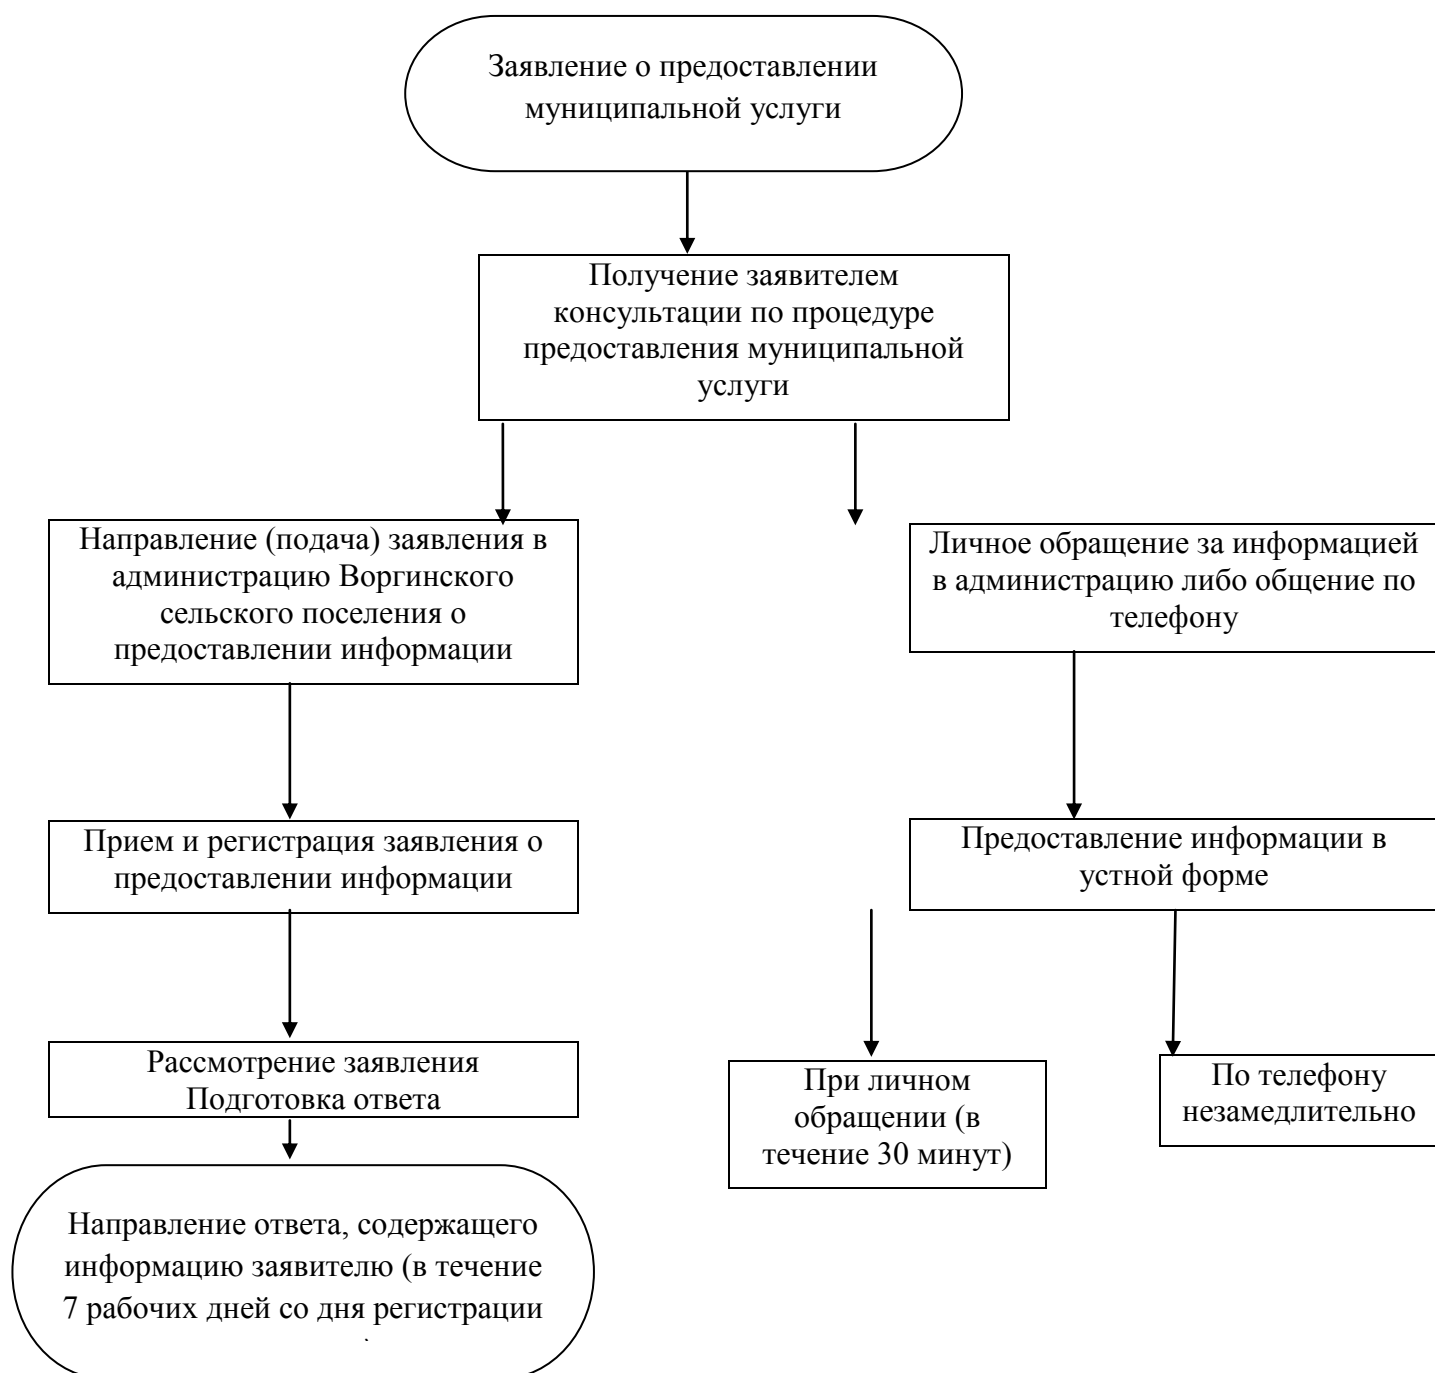 Заявление о предоставлении
муниципальной услуги
Получение заявителем
консультации по процедуре
предоставления муниципальной
услуги
Направление (подача) заявления в
администрацию Воргинского
сельского поселения о
предоставлении информации
Личное обращение за информацией
в администрацию либо общение по
телефону
Прием и регистрация заявления о
предоставлении информации
Предоставление информации в
устной форме
Рассмотрение заявления
Подготовка ответа
При личном
обращении (в
течение 30 минут)
По телефону
незамедлительно
Направление ответа, содержащего
информацию заявителю (в течение
7 рабочих дней со дня регистрации